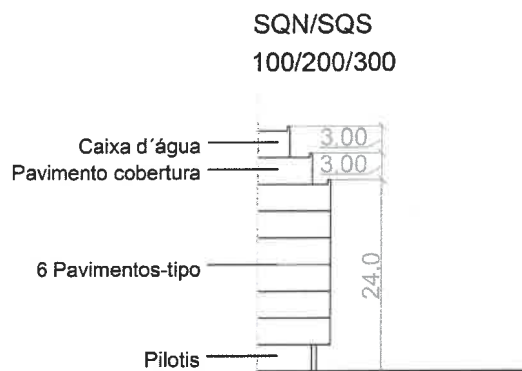 SQN/SQS
100/200/300
Caixa d´água
3.00
Pavimento cobertura
3.00
6 Pavimentos-tipo
24.0
Pilotis